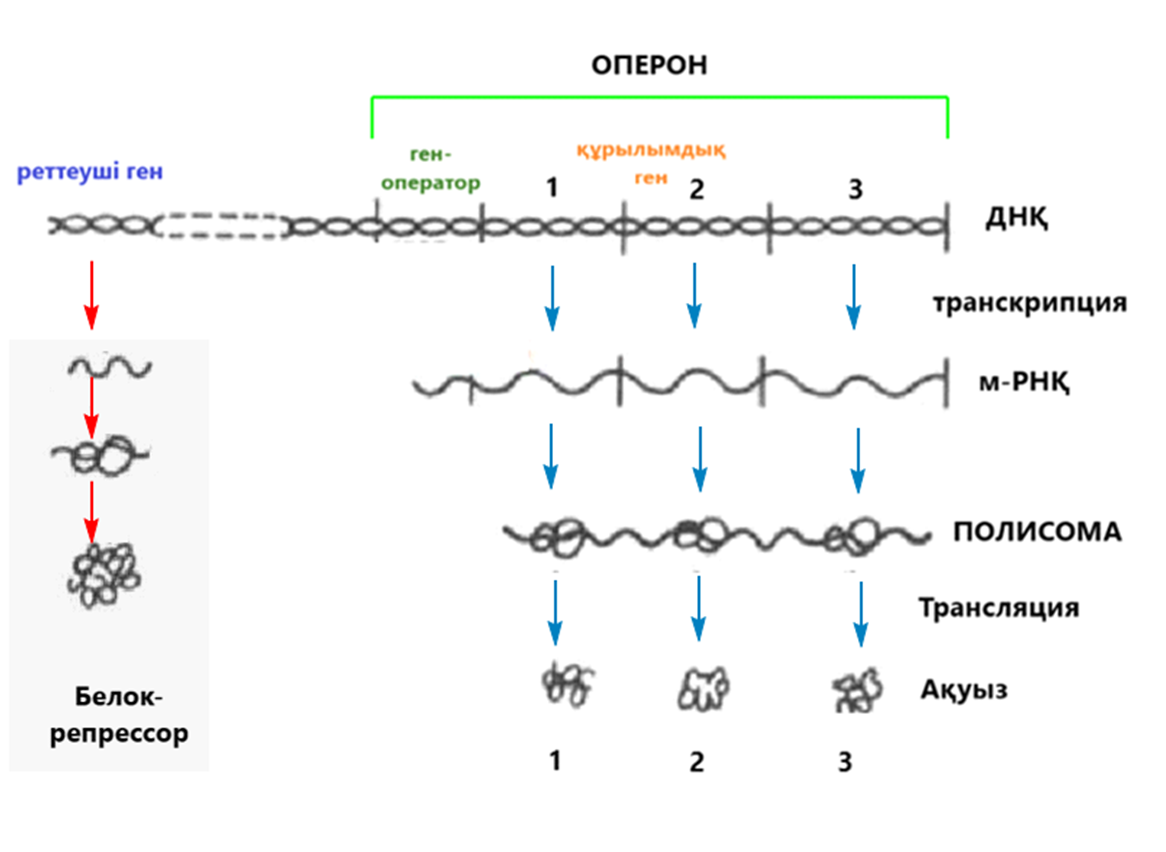 ОПЕРОН
реттеуші ген
ген-
оператор
құрылымдық
ген
1
2
3
ДНҚ
транскрипция
м-РНҚ
ПОЛИСОМА
Трансляция
Ақуыз
Белок-
репрессор
1
2
3